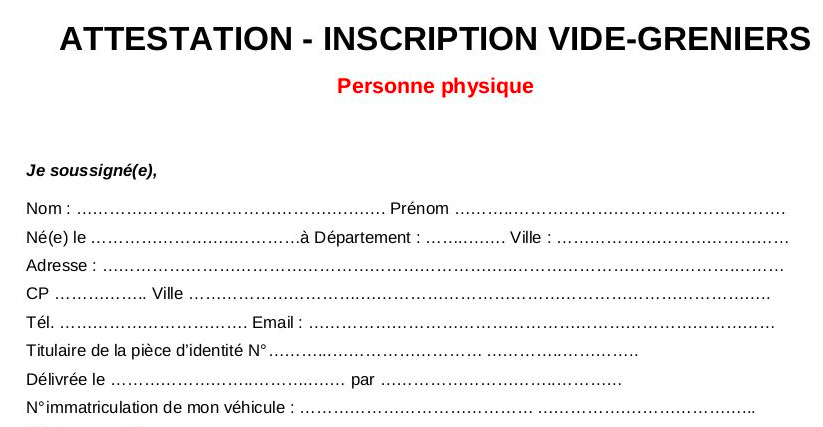 ATTESTATION - INSCRIPTION VIDE-GRENIERS
Personne physique
Je soussigné(e),
Nom : ………………………………………………… Prénom ……………………………………………………
Né(e) le …………………………………à Département : …………… Ville : ……………………………………
Adresse : ………………………………………………………………………………………………………………
CP …………….. Ville ……………………………………………………………………………………………….
Tél. ……………………………. Email : ……………………………………………………………………………
Titulaire de la pièce d’identité N°………………………………… ……………………….
Délivrée le ……………………………………. par ………………………………………
N°immatriculation de mon véhicule : …………………………………… …………………………………..